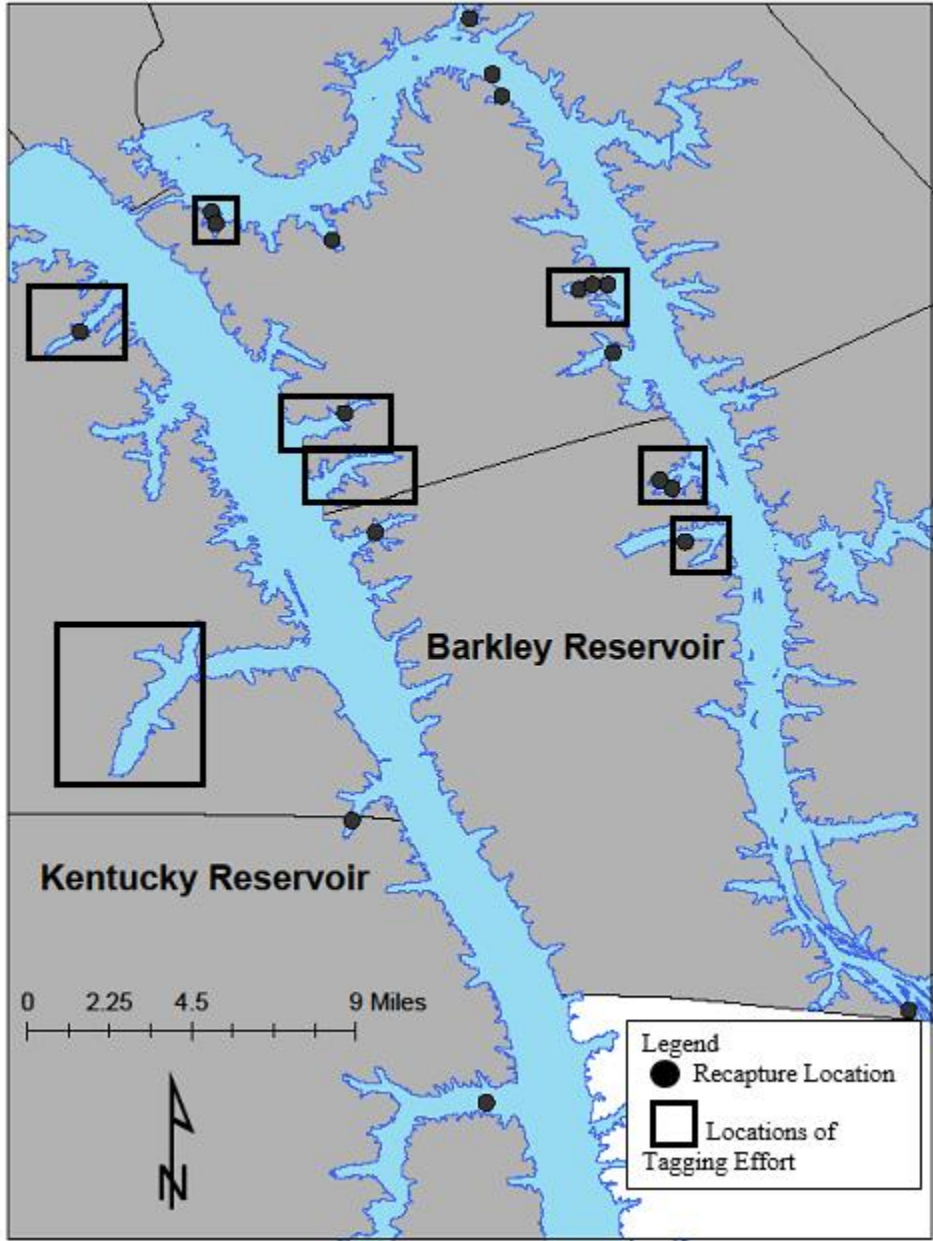 Barkley Reservoir
Kentucky Reservoir
0 2.25 4.5 9 Miles
N
Legend
Recapture Location
Locations of
Tagging Effort